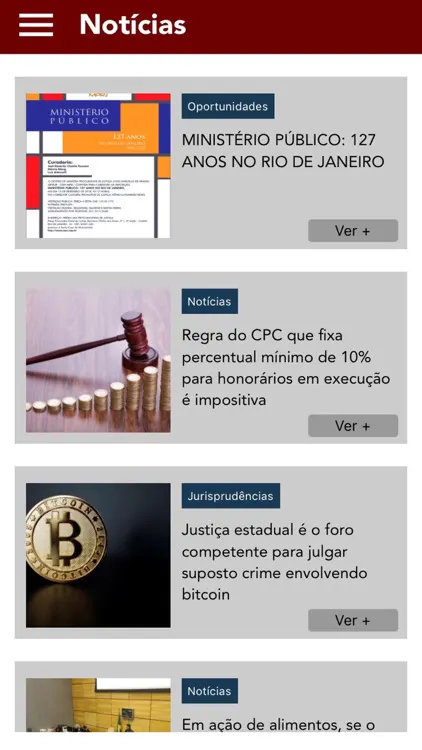 Notícias
MINISTÉRIO
PÚBLICO
127 ANOS
Curadoria:
Oportunidades
MINISTÉRIO PÚBLICO: 127
ANOS NO RIO DE JANEIRO
Ver +
Notícias
Regra do CPC que fixa
percentual mínimo de 10%
para honorários em execução
é impositiva
Ver +
BITCOIN
Jurisprudências
Justiça estadual é o foro
competente para julgar
suposto crime envolvendo
bitcoin
Ver +
Notícias
Em ação de alimentos, se o